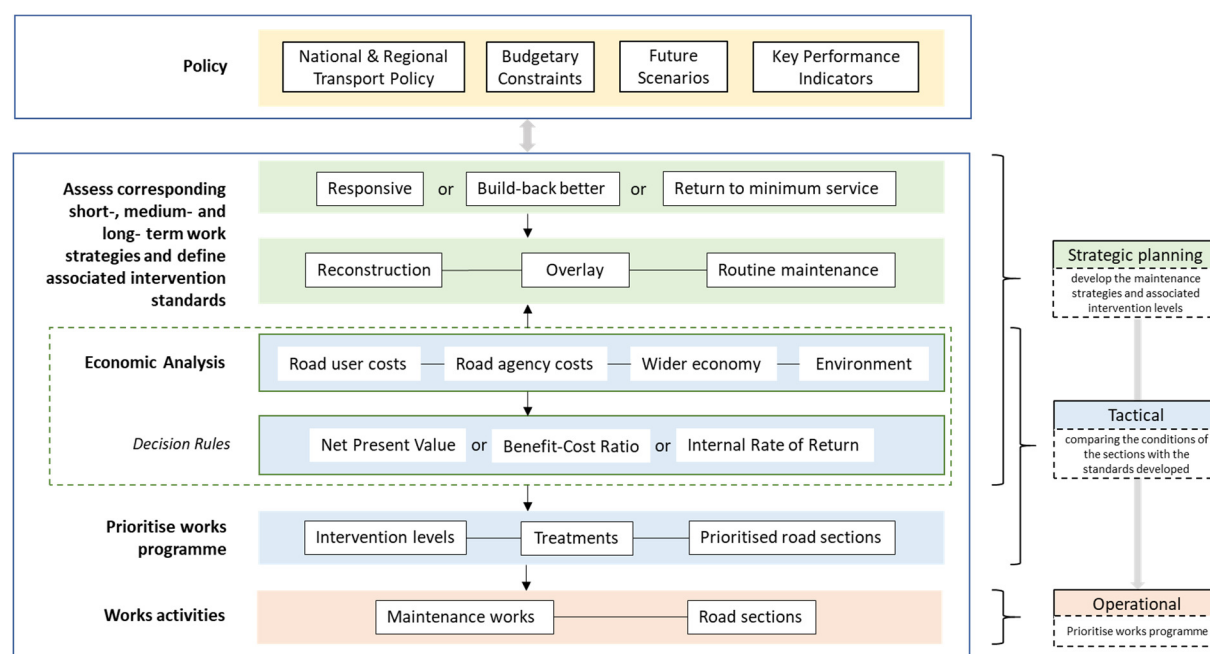 Policy
National & Regional
Transport Policy
Budgetary
Constraints
Future
Scenarios
Key Performance
Indicators
Assess corresponding
short-, medium- and
long- term work
strategies and define
associated intervention
standards
Responsive or Build-back better or Return to minimum service
Reconstruction Overlay Routine maintenance
Economic Analysis
Road user costs Road agency costs Wider economy Environment
Decision Rules
Net Present Value or Benefit-Cost Ratio or Internal Rate of Return
Prioritise works
programme
Intervention levels Treatments Prioritised road sections
Works activities
Maintenance works Road sections
Strategic planning
develop the maintenance
strategies and associated
intervention levels
Tactical
comparing the conditions of
the sections with the
standards developed
Operational
Prioritise works programme